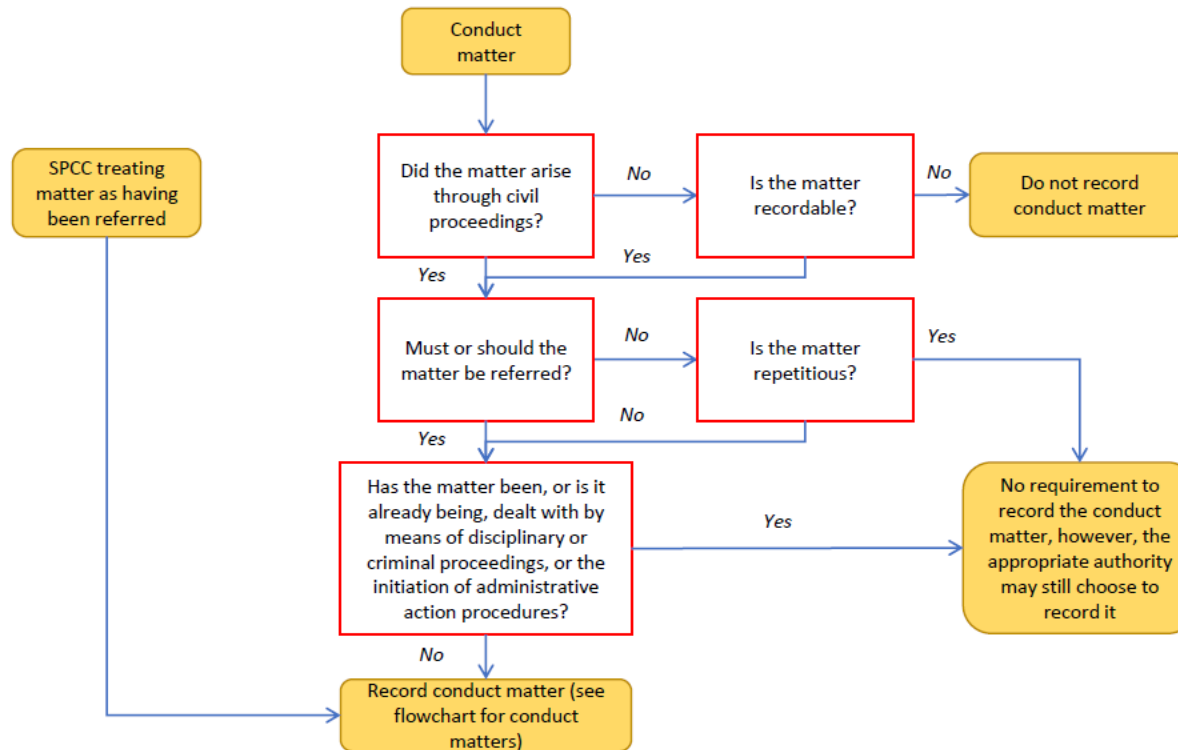 Conduct
matter
SPCC treating
matter as having
been referred
Did the matter arise
through civil
proceedings?
No
Is the matter
recordable?
No
Do not record
conduct matter
Yes
Yes
Must or should the
matter be referred?
No
Is the matter
repetitious?
Yes
Yes
No
Has the matter been, or is it
already being, dealt with by
means of disciplinary or
criminal proceedings, or the
initiation of administrative
action procedures?
Yes
No requirement to
record the conduct
matter, however, the
appropriate authority
may still choose to
record it
No
Record conduct matter (see
flowchart for conduct
matters)